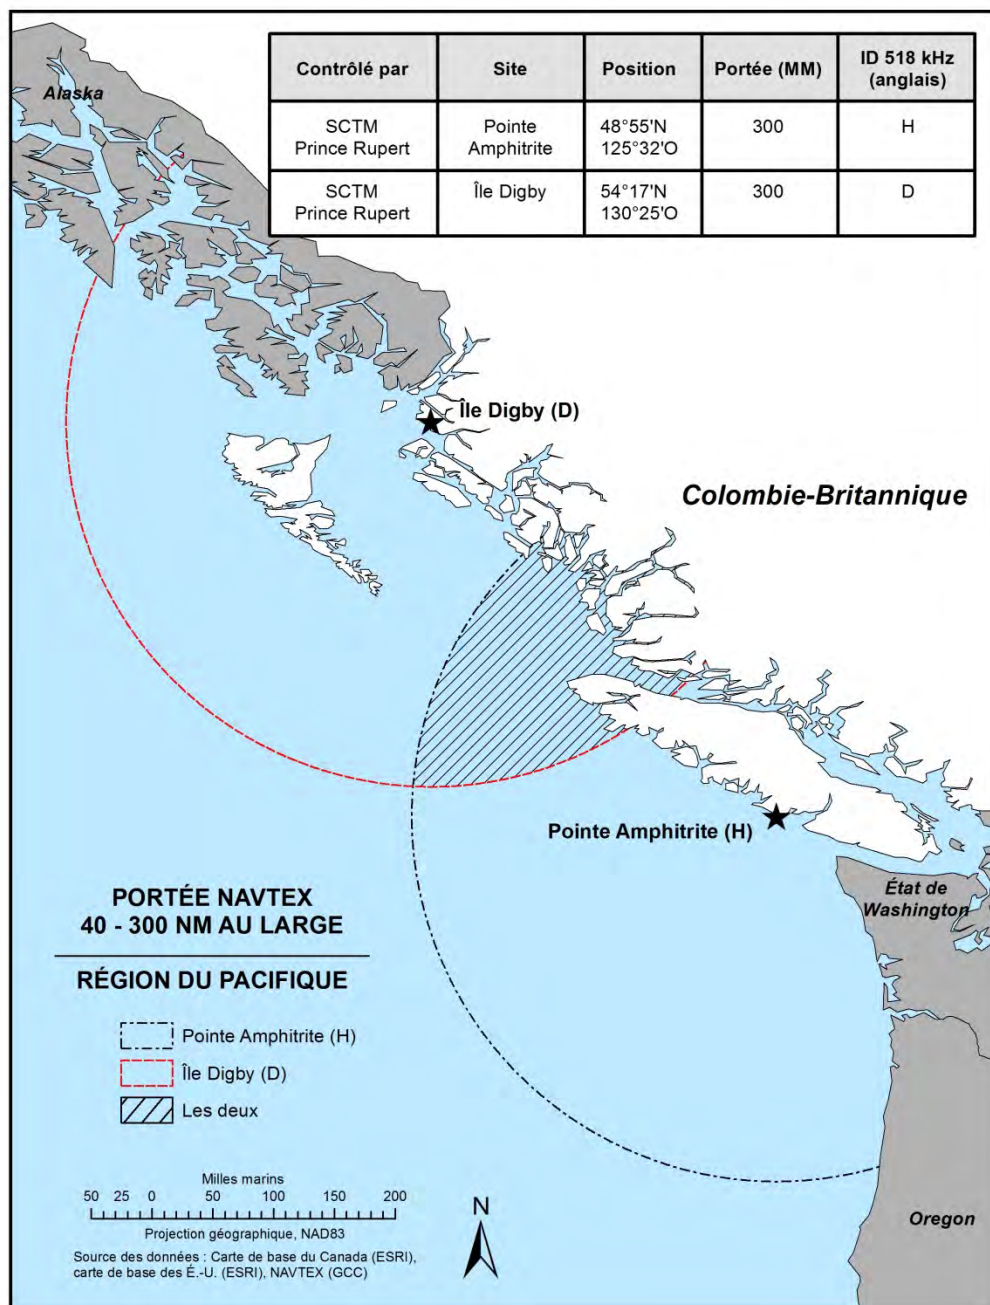 Alaska
Contrôlé par Site Position Portée (MM) ID 518 kHz (anglais)
SCTM Prince Rupert Pointe Amphitrite 48°55'N 125°32'O 300 H
SCTM Prince Rupert Île Digby 54°17'N 130°25'O 300 D
Île Digby (D)
Colombie-Britannique
Pointe Amphitrite (H)
État de
Washington
Oregon
PORTÉE NAVTEX
40 - 300 NM AU LARGE
RÉGION DU PACIFIQUE
Pointe Amphitrite (H)
Île Digby (D)
Les deux
Milles marins
50 25 0 50 100 150 200
Projection géographique, NAD83
Source des données : Carte de base du Canada (ESRI),
carte de base des É.-U. (ESRI), NAVTEX (GCC)
N